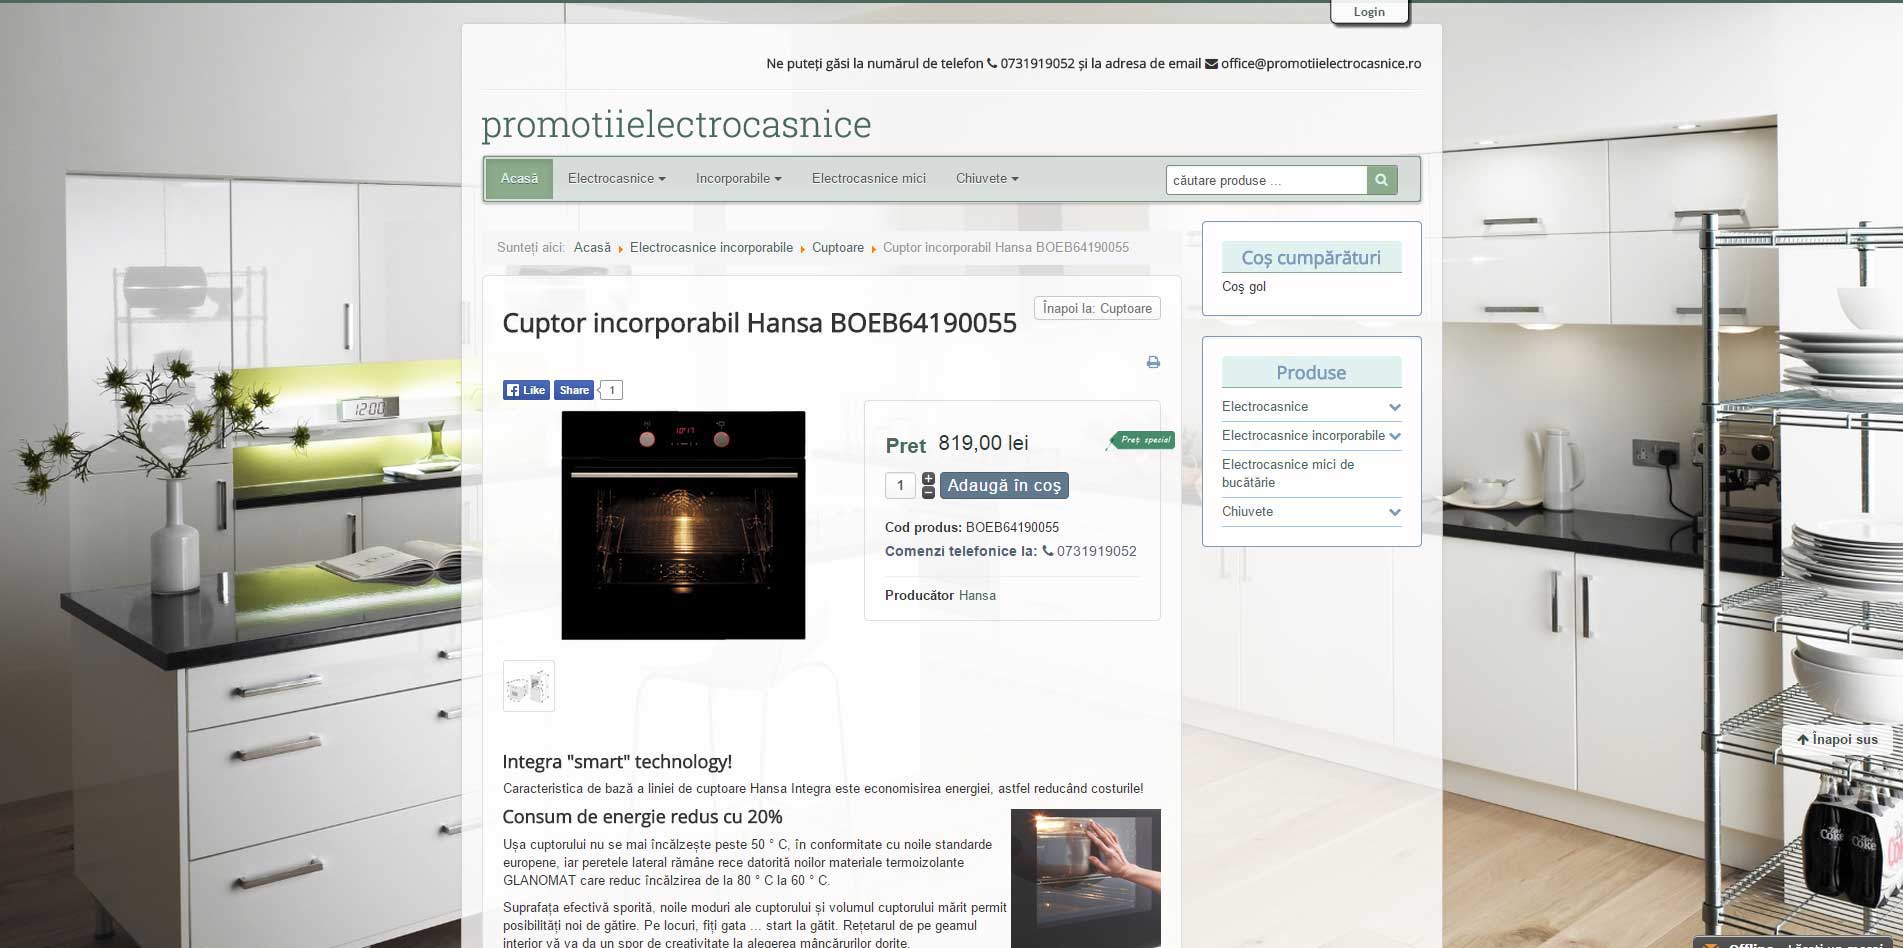 Login
Ne puteți găsi la numărul de telefon 0731919052 și la adresa de email office@promotiielectrocasnice.ro
promotiielectrocasnice
Acasă Electrocasnice Incorporabile Electrocasnice mici Chiuvete căutare produse ...
Sunteți aici: Acasă Electrocasnice incorporabile Cuptoare Cuptor incorporabil Hansa BOEB64190055
Înapoi la: Cuptoare
Cuptor incorporabil Hansa BOEB64190055
Like Share 1
12:00
10:17
Pret 819,00 lei
Preț special
1 Adaugă în coş
Cod produs: BOEB64190055
Comenzi telefonice la: 0731919052
Producător Hansa
Integra "smart" technology!
Caracteristica de bază a liniei de cuptoare Hansa Integra este economisirea energiei, astfel reducând costurile!
Consum de energie redus cu 20%
Ușa cuptorului nu se mai încălzește peste 50 ° C, în conformitate cu noile standarde
europene, iar peretele lateral rămâne rece datorită noilor materiale termoizolante
GLANOMAT care reduc încălzirea de la 80 ° C la 60 ° C.
Suprafața efectivă sporită, noile moduri ale cuptorului și volumul cuptorului mărit permit
posibilități noi de gătire. Pe locuri, fiți gata ... start la gătit. Rețetarul de pe geamul
interior vă va da un spor de creativitate la alegerea mâncărurilor dorite.
Coș cumpărături
Coş gol
Produse
Electrocasnice
Electrocasnice incorporabile
Electrocasnice mici de
bucătărie
Chiuvete
Înapoi sus
Coke
Coke
Offline